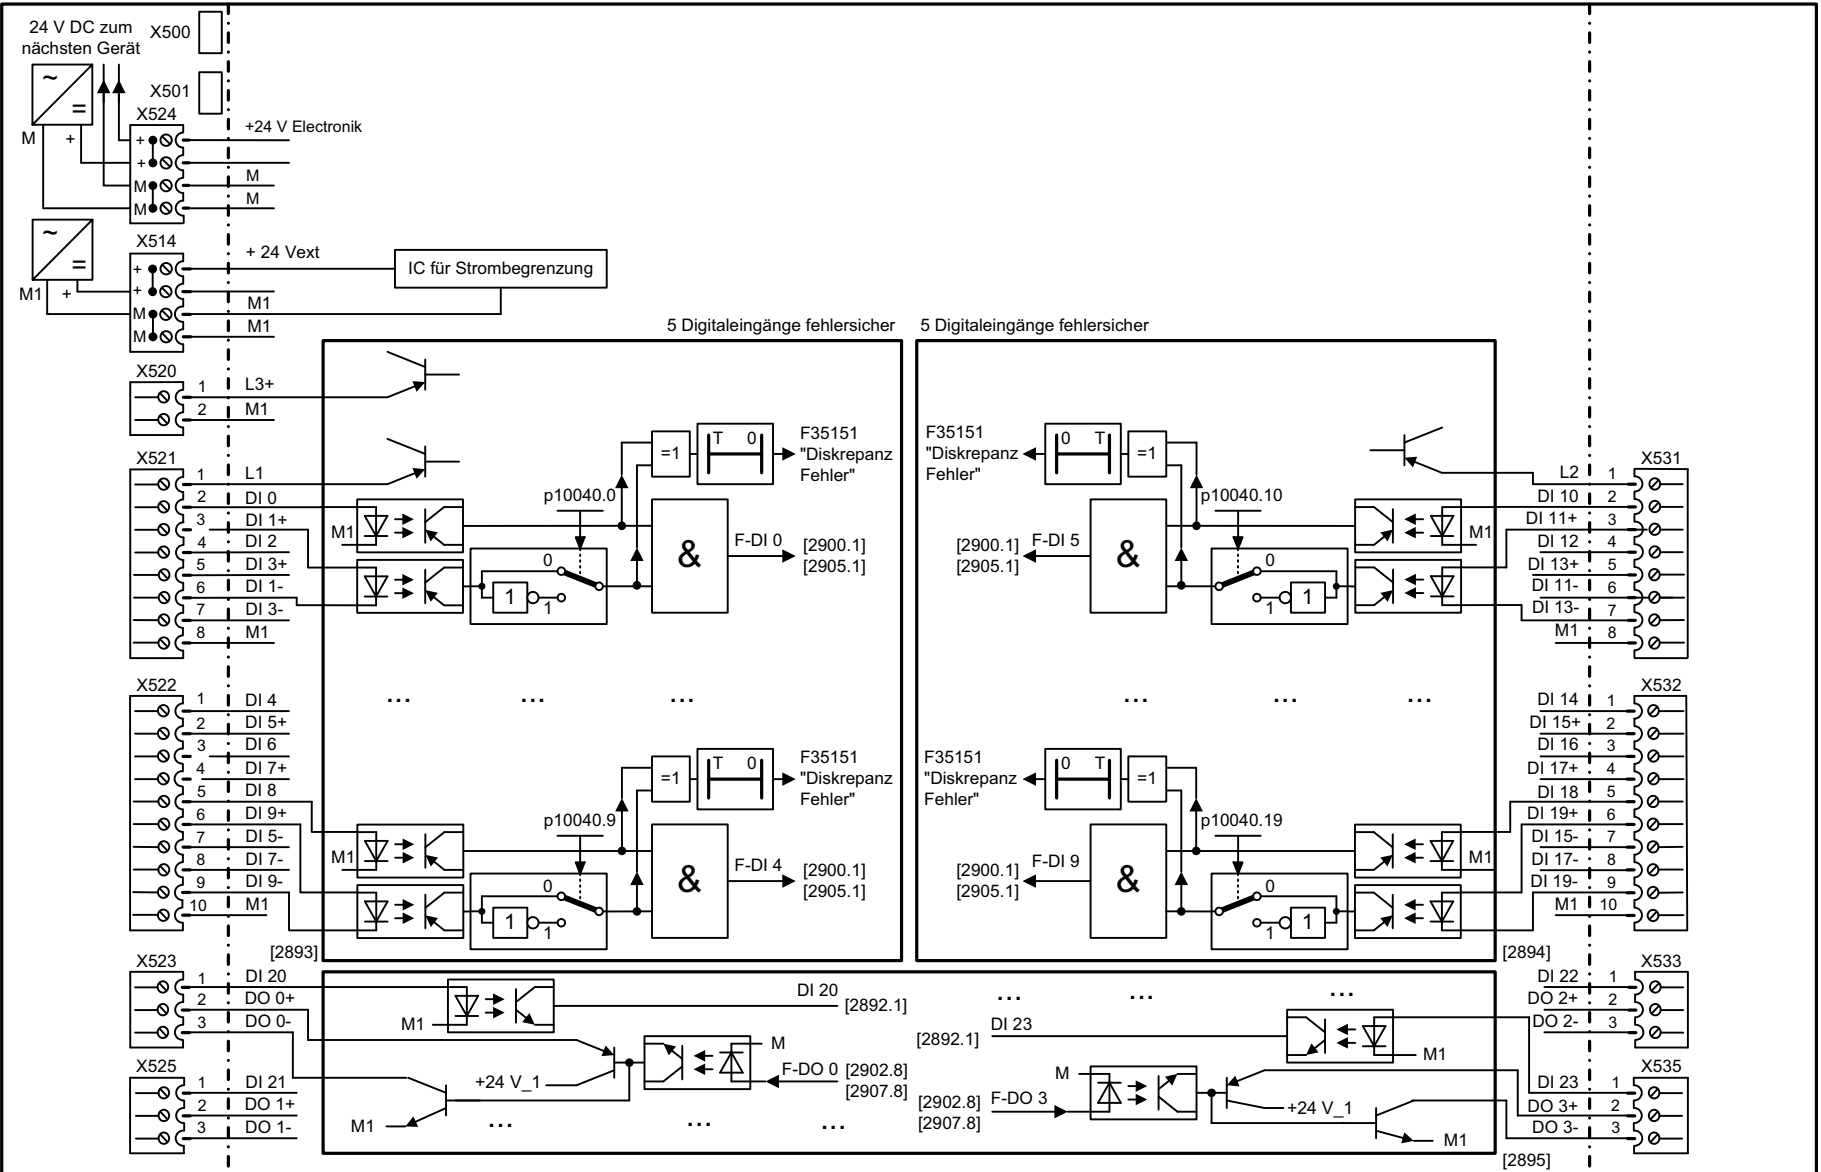 24 V DC zum
nächsten Gerät
X500
X501
~
=
M
+
X524
+
+
M
M
+24 V Electronik
M
M
~
=
M1
+
X514
+
+
M
M
+ 24 Vext
M1
M1
IC für Strombegrenzung
5 Digitaleingänge fehlersicher
5 Digitaleingänge fehlersicher
X520
1 L3+
2 M1
X521
1 L1
2 DI 0
3 DI 1+
4 DI 2
5 DI 3+
6 DI 1-
7 DI 3-
8 M1
M1
p10040.0
0
1
1
=1
T 0
F35151
"Diskrepanz
Fehler"
&
F-DI 0
[2900.1]
[2905.1]
F35151
"Diskrepanz
Fehler"
0 T
=1
p10040.10
[2900.1]
[2905.1]
F-DI 5
&
0
1
1
M1
X531
L2 1
DI 10 2
DI 11+ 3
DI 12 4
DI 13+ 5
DI 11- 6
DI 13- 7
M1 8
... ... ...
... ... ...
X522
1 DI 4
2 DI 5+
3 DI 6
4 DI 7+
5 DI 8
6 DI 9+
7 DI 5-
8 DI 7-
9 DI 9-
10 M1
M1
p10040.9
0
1
1
=1
T 0
F35151
"Diskrepanz
Fehler"
&
F-DI 4
[2900.1]
[2905.1]
[2893]
F35151
"Diskrepanz
Fehler"
0 T
=1
p10040.19
[2900.1]
[2905.1]
F-DI 9
&
0
1
1
M1
[2894]
X532
DI 14 1
DI 15+ 2
DI 16 3
DI 17+ 4
DI 18 5
DI 19+ 6
DI 15- 7
DI 17- 8
DI 19- 9
M1 10
X523
1 DI 20
2 DO 0+
3 DO 0-
X525
1 DI 21
2 DO 1+
3 DO 1-
M1
DI 20
[2892.1]
M
F-DO 0
[2902.8]
[2907.8]
+24 V_1
M1
... ... ...
... ... ...
DI 23
[2892.1]
M1
M
F-DO 3
[2902.8]
[2907.8]
+24 V_1
M1
[2895]
X533
DI 22 1
DO 2+ 2
DO 2- 3
X535
DI 23 1
DO 3+ 2
DO 3- 3